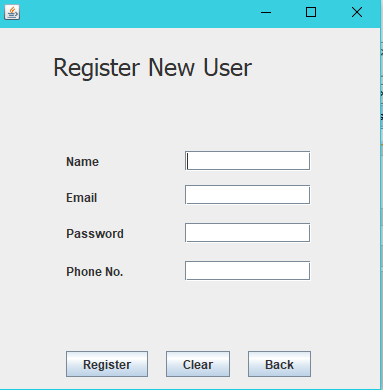 Register New User
Name
Email
Password
Phone No.
Register Clear Back